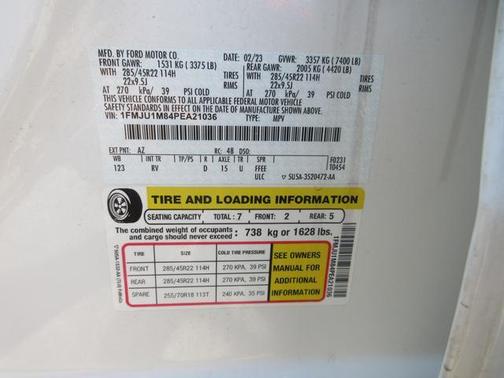 MFD. BY FORD MOTOR CO.
DATE: 02/23 GVWR: 3357 KG (7400 LB)
FRONT GAWR: 1531 KG (3375 LB) REAR GAWR: 2005 KG (4420 LB)
WITH 285/45R22 114H WITH 285/45R22 114H
22x9.5J 22x9.5J
AT 270 kPa/ 39 PSI COLD AT 270 kPa/ 39 PSI COLD
THIS VEHICLE CONFORMS TO ALL APPLICABLE FEDERAL MOTOR VEHICLE
SAFETY STANDARDS IN EFFECT ON THE DATE OF MANUFACTURE SHOWN ABOVE.
VIN: 1FMJU1M84PEA21036
TYPE: MPV
EXT PNT: AZ RC: 48 DSO:
WB INT TR TP/PS R AXLE TR SPR F0231
123 RV D 15 U T0454
UVC ▽ SU5A-3520472-AA
TIRE AND LOADING INFORMATION
SEATING CAPACITY TOTAL : 7 FRONT: 2 REAR: 5
The combined weight of occupants and cargo should never exceed : 738 kg or 1628 lbs.
TIRE SIZE COLD TIRE PRESSURE
FRONT 285/45R22 114H 270 KPA, 39 PSI
REAR 285/45R22 114H 270 KPA, 39 PSI
SPARE 255/70R18 113T 240 KPA, 35 PSI
SEE OWNERS
MANUAL FOR
ADDITIONAL
INFORMATION
1FMJU1M84PEA21036